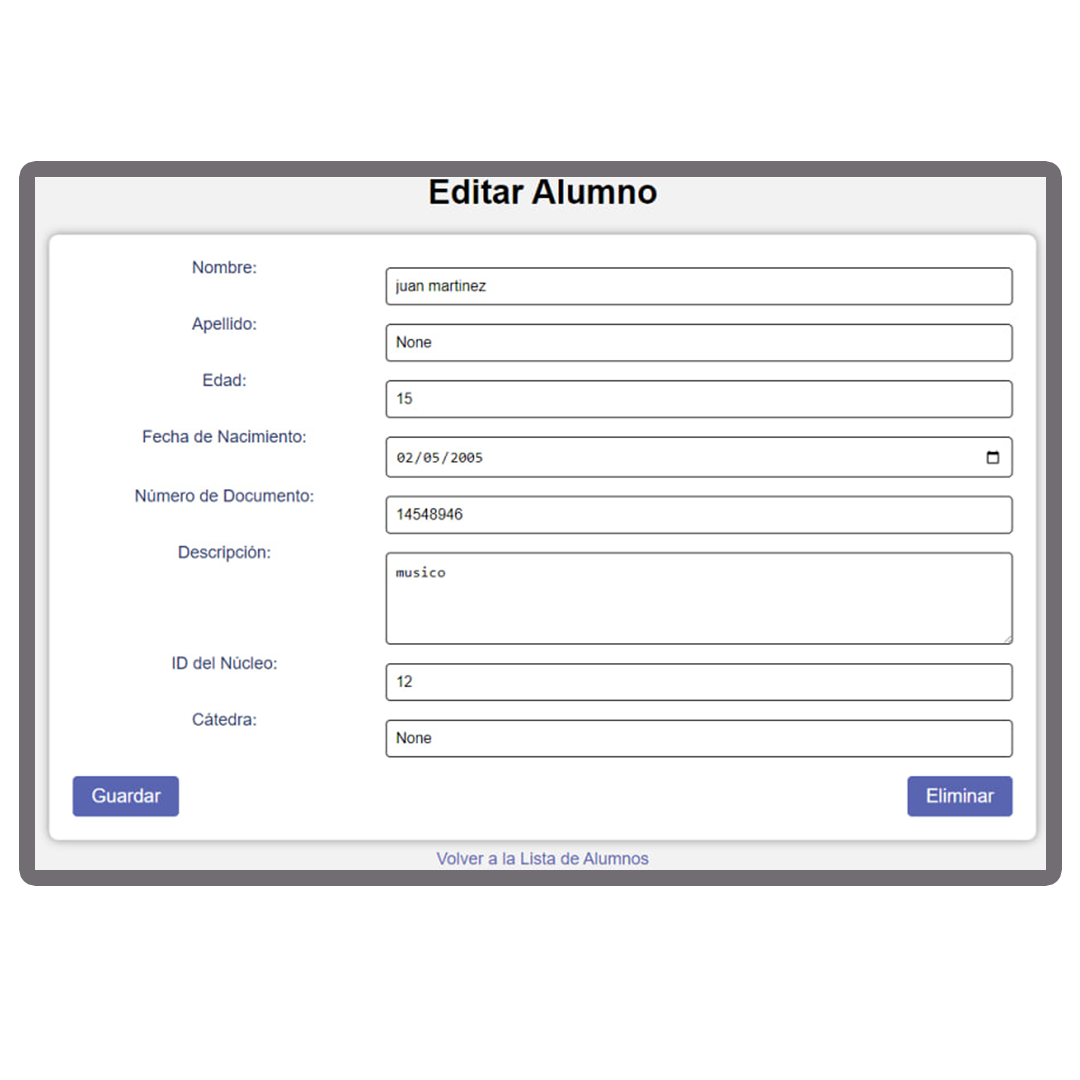 Editar Alumno
Nombre:
juan martinez
Apellido:
None
Edad:
15
Fecha de Nacimiento:
02/05/2005
Número de Documento:
14548946
Descripción:
musico
ID del Núcleo:
12
Cátedra:
None
Guardar
Eliminar
Volver a la Lista de Alumnos